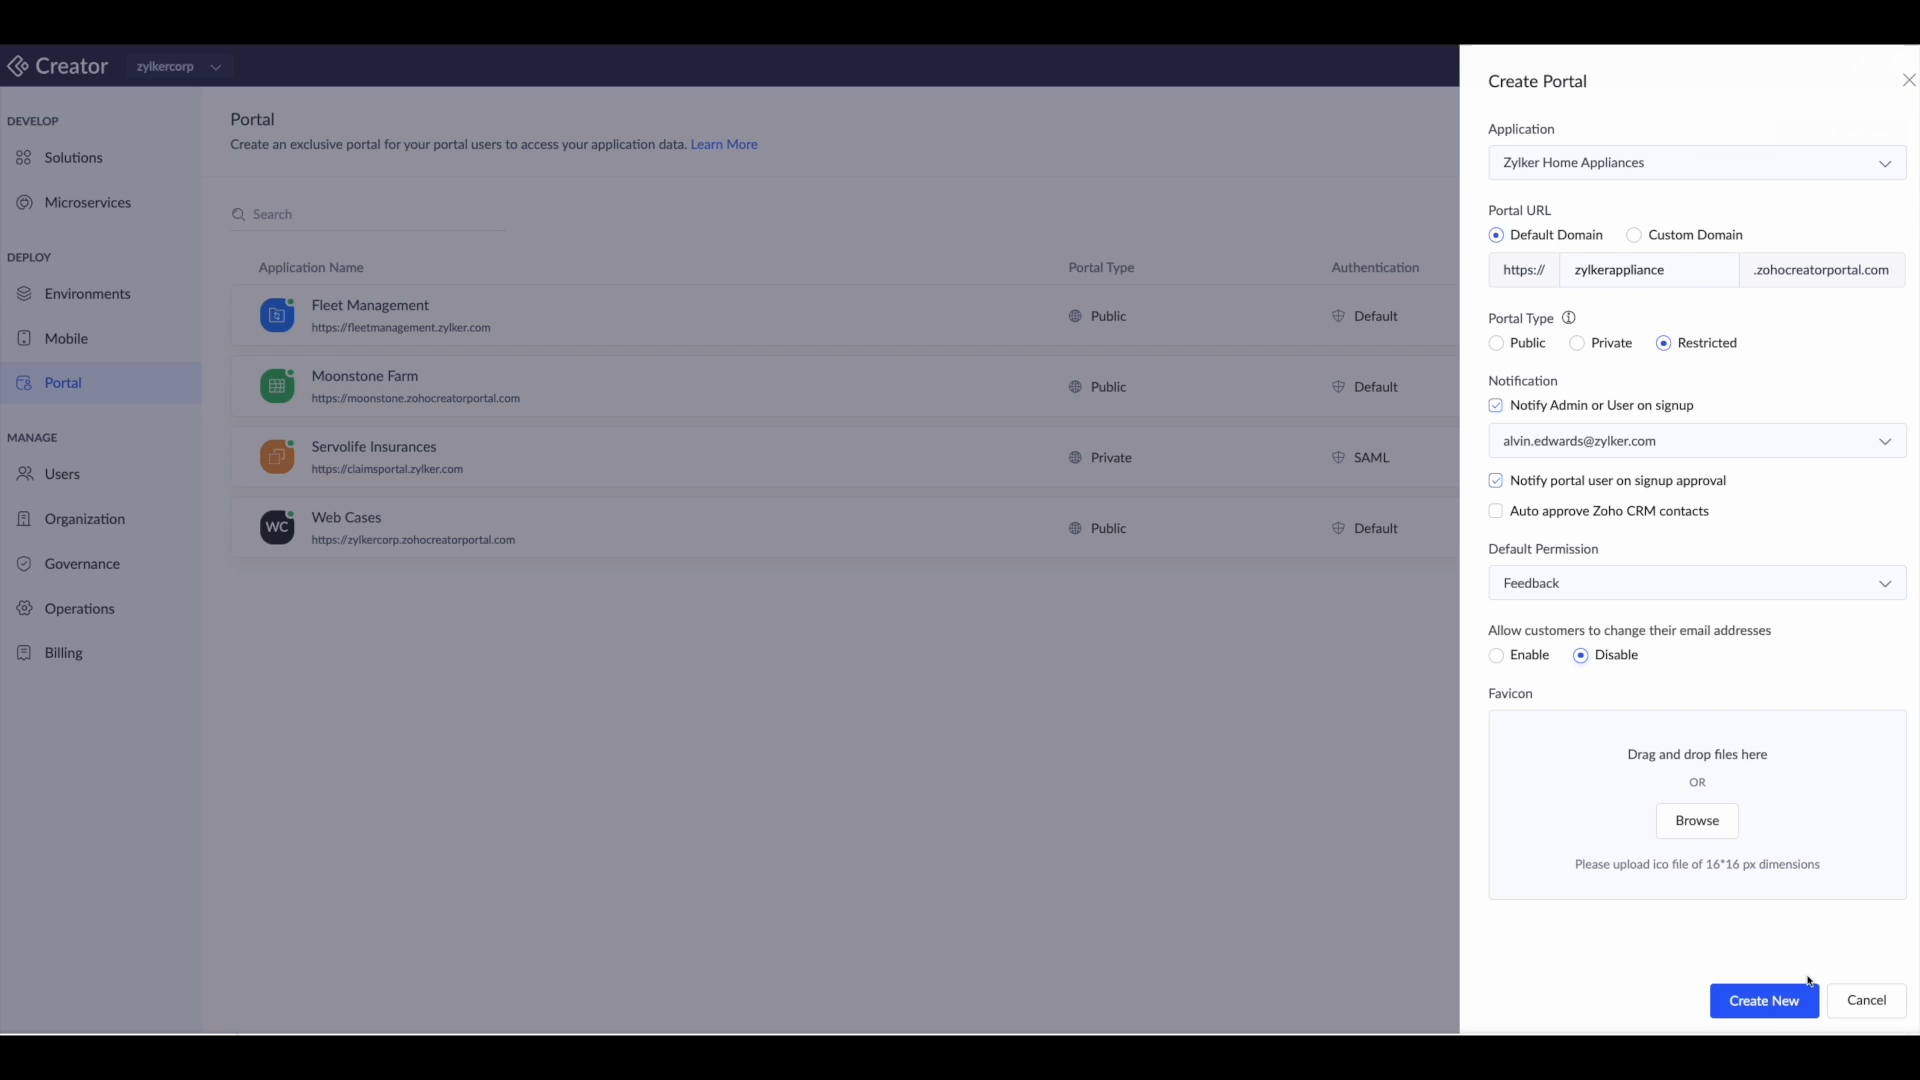 Creator zylkercorp
DEVELOP
Solutions
Microservices
DEPLOY
Environments
Mobile
Portal
MANAGE
Users
Organization
Governance
Operations
Billing
Portal
Create an exclusive portal for your portal users to access your application data. Learn More
Search
Application Name Portal Type Authentication
Fleet Management
https://fleetmanagement.zylker.com
Public Default
Moonstone Farm
https://moonstone.zohocreatorportal.com
Public Default
Servolife Insurances
https://claimsportal.zylker.com
Private SAML
WC
Web Cases
https://zylkercorp.zohocreatorportal.com
Public Default
Create Portal
Application
Zylker Home Appliances
Portal URL
Default Domain Custom Domain
https:// zylkerappliance .zohocreatorportal.com
Portal Type
Public Private Restricted
Notification
Notify Admin or User on signup
alvin.edwards@zylker.com
Notify portal user on signup approval
Auto approve Zoho CRM contacts
Default Permission
Feedback
Allow customers to change their email addresses
Enable Disable
Favicon
Drag and drop files here
OR
Browse
Please upload ico file of 16*16 px dimensions
Create New Cancel